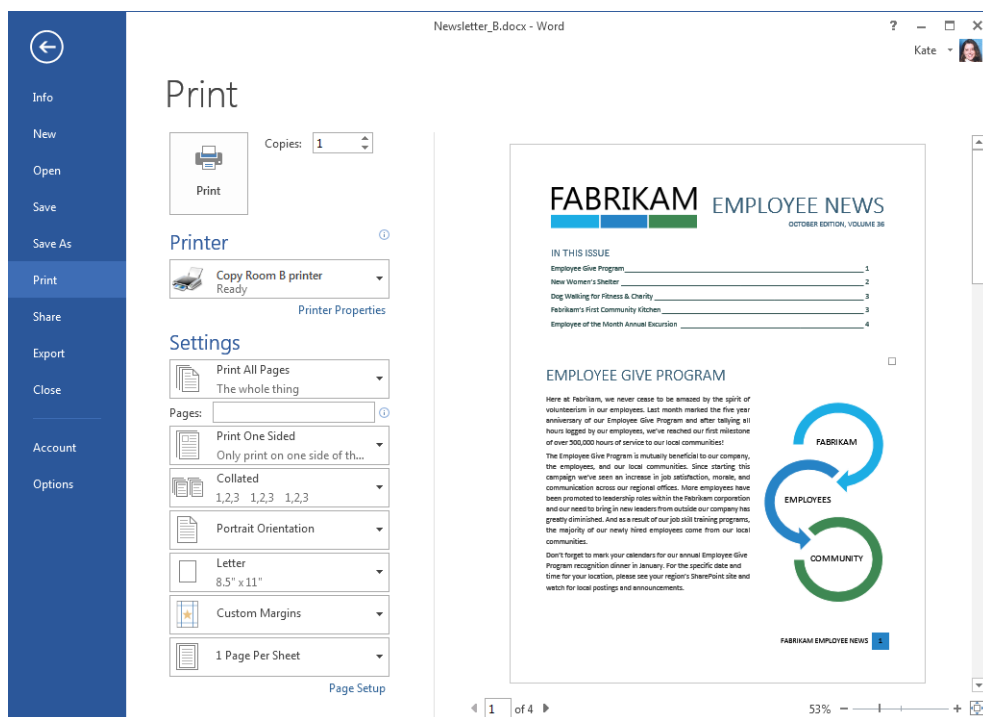 Newsletter_B.docx - Word
?
Kate
Info
New
Open
Save
Save As
Print
Share
Export
Close
Account
Options
Print
Print
Copies: 1
Printer
Copy Room B printer
Ready
Printer Properties
Settings
Print All Pages
The whole thing
Pages:
Print One Sided
Only print on one side of th...
Collated
1,2,3 1,2,3 1,2,3
Portrait Orientation
Letter
8.5" x 11"
Custom Margins
1 Page Per Sheet
Page Setup
FABRIKAM EMPLOYEE NEWS
OCTOBER EDITION, VOLUME 36
IN THIS ISSUE
Employee Give Program 1
New Women's Shelter 2
Dog Walking for Fitness & Charity 3
Fabrikam's First Community Kitchen 3
Employee of the Month Annual Excursion 4
EMPLOYEE GIVE PROGRAM
Here at Fabrikam, we never cease to be amazed by the spirit of
volunteerism in our employees. Last month marked the five year
anniversary of our Employee Give Program and after tallying all
hours logged by our employees, we've reached our first milestone
of over 500,000 hours of service to our local communities!
The Employee Give Program is mutually beneficial to our company,
the employees, and our local communities. Since starting this
campaign we've seen an increase in job satisfaction, morale, and
communication across our regional offices. More employees have
been promoted to leadership roles within the Fabrikam corporation
and our need to bring in new leaders from outside our company has
greatly diminished. And as a result of our job skill training programs,
the majority of our newly hired employees come from our local
communities.
Don't forget to mark your calendars for our annual Employee Give
Program recognition dinner in January. For the specific date and
time for your location, please see your region's SharePoint site and
watch for local postings and announcements.
FABRIKAM
EMPLOYEES
COMMUNITY
FABRIKAM EMPLOYEE NEWS 1
1 of 4
53%